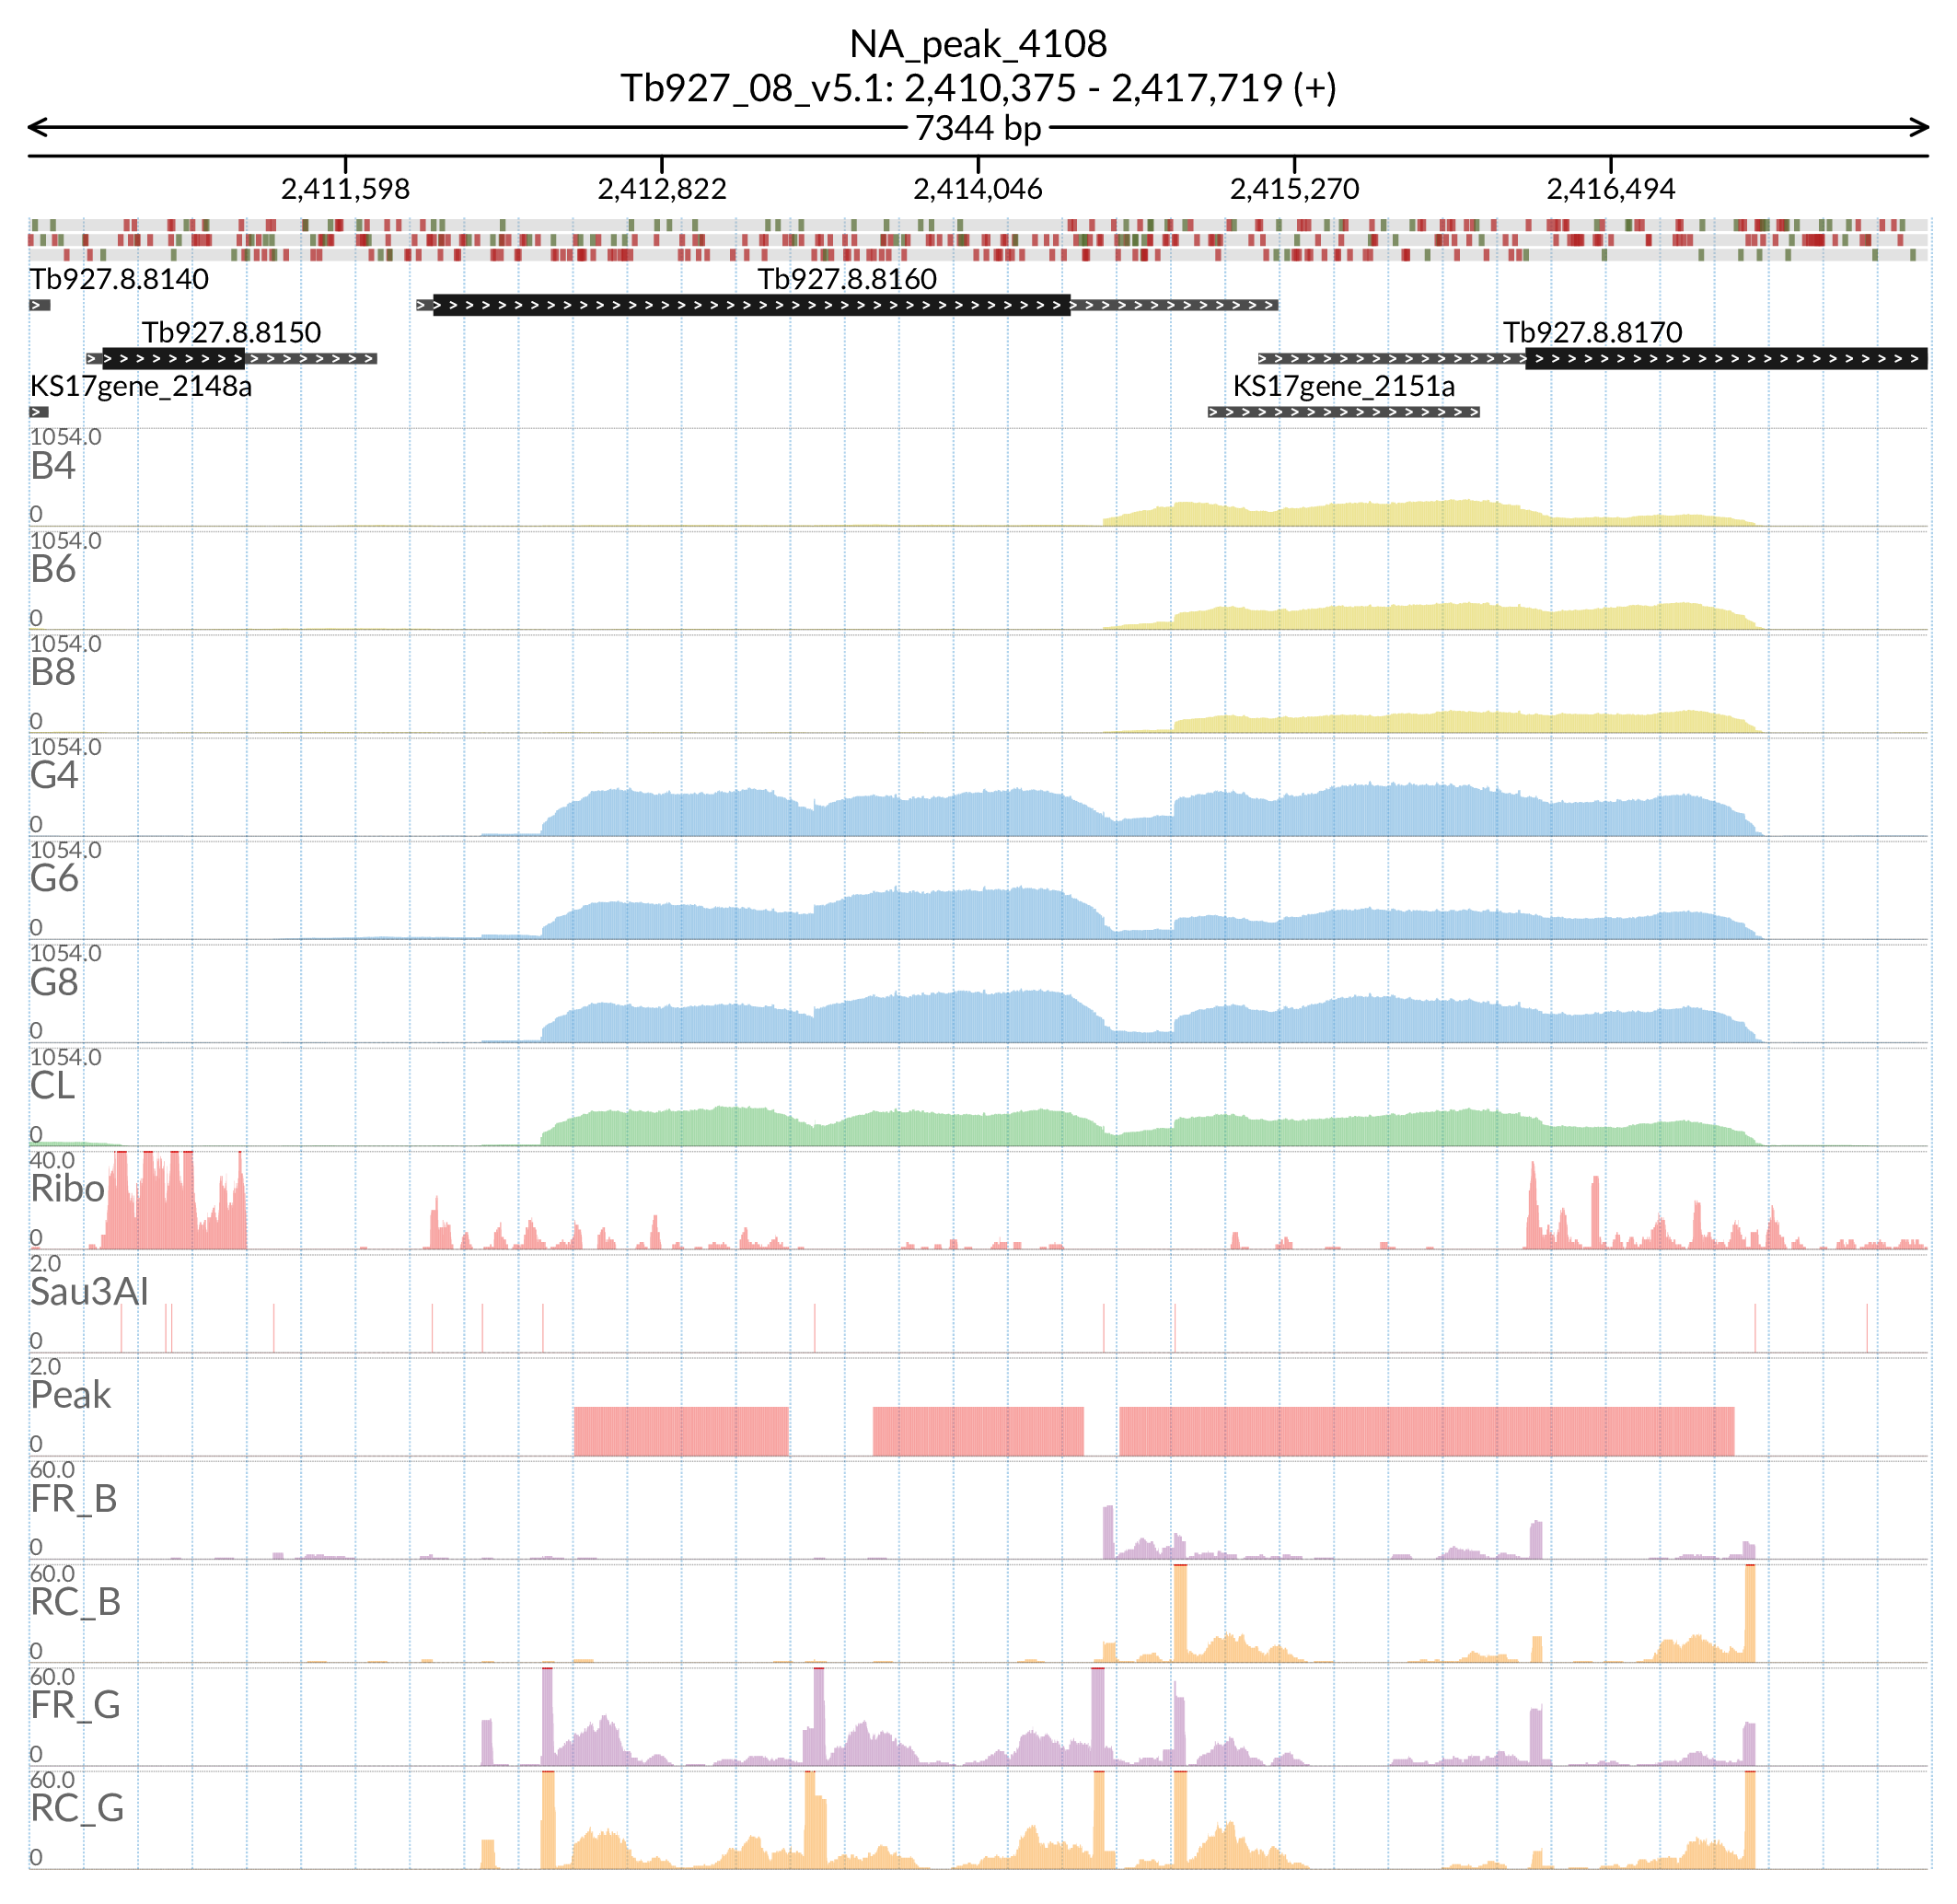 NA_peak_4108
Tb927_08_v5.1: 2,410,375 - 2,417,719 (+)
7344 bp
2,411,598 2,412,822 2,414,046 2,415,270 2,416,494
Tb927.8.8140 Tb927.8.8160
Tb927.8.8150 Tb927.8.8170
KS17gene_2148a KS17gene_2151a
1054.0
B4
0
1054.0
B6
0
1054.0
B8
0
1054.0
G4
0
1054.0
G6
0
1054.0
G8
0
1054.0
CL
0
40.0
Ribo
0
2.0
Sau3AI
0
2.0
Peak
0
60.0
FR_B
0
60.0
RC_B
0
60.0
FR_G
0
60.0
RC_G
0